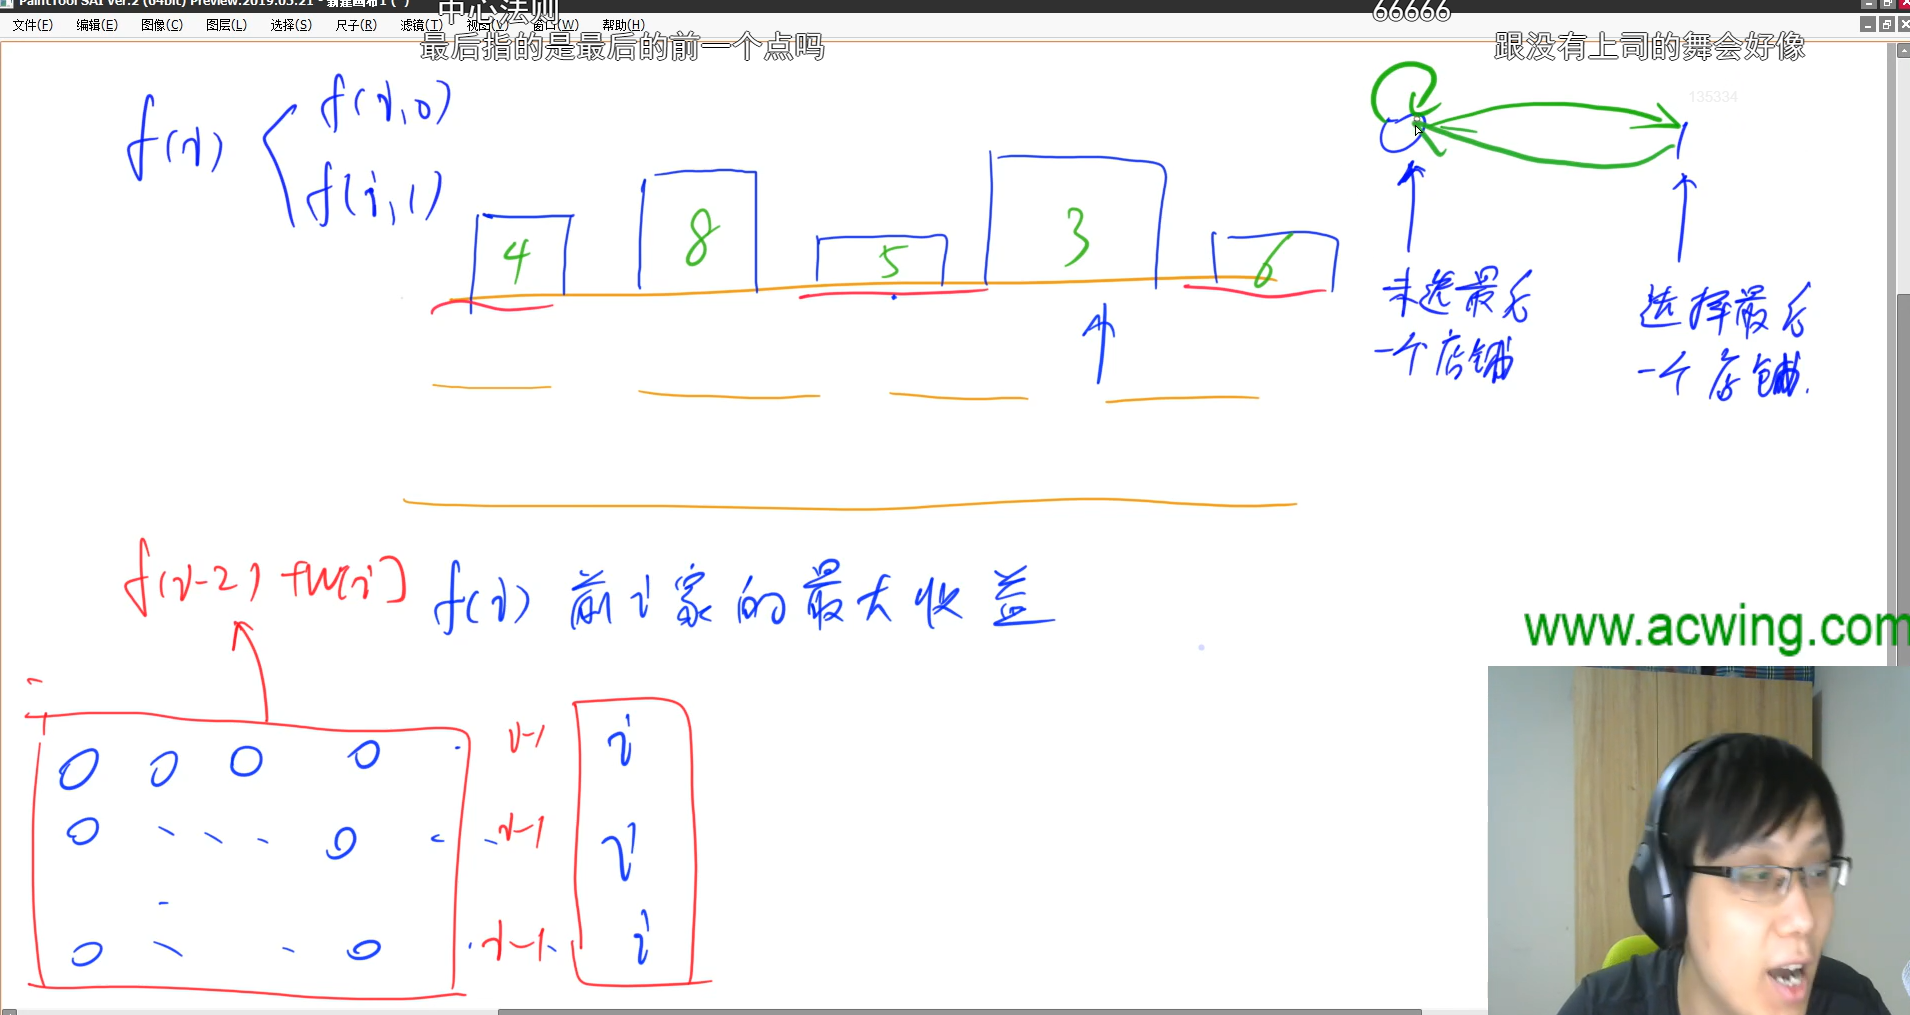 PaintTool SAI Ver.2 (64bit) Preview.2019.05.21 - 新建画布1 (*)
中心法则
66666
文件(F) 编辑(E) 图像(C) 图层(L) 选择(S) 尺子(R) 滤镜(T) 视图(V) 窗口(W) 帮助(H)
最后指的是最后的前一个点吗
跟没有上司的舞会好像
135334
f(i)
f(i,0)
f(i,1)
4 8 5 3 6
0 1
未选最后
一个店铺
选择最后
一个店铺.
f(i-2) +w[i]
f(i) 前i家的最大收益
www.acwing.com
0 0 0 0 i-1 i
0 0 i-1 i
0 0 i-1 i